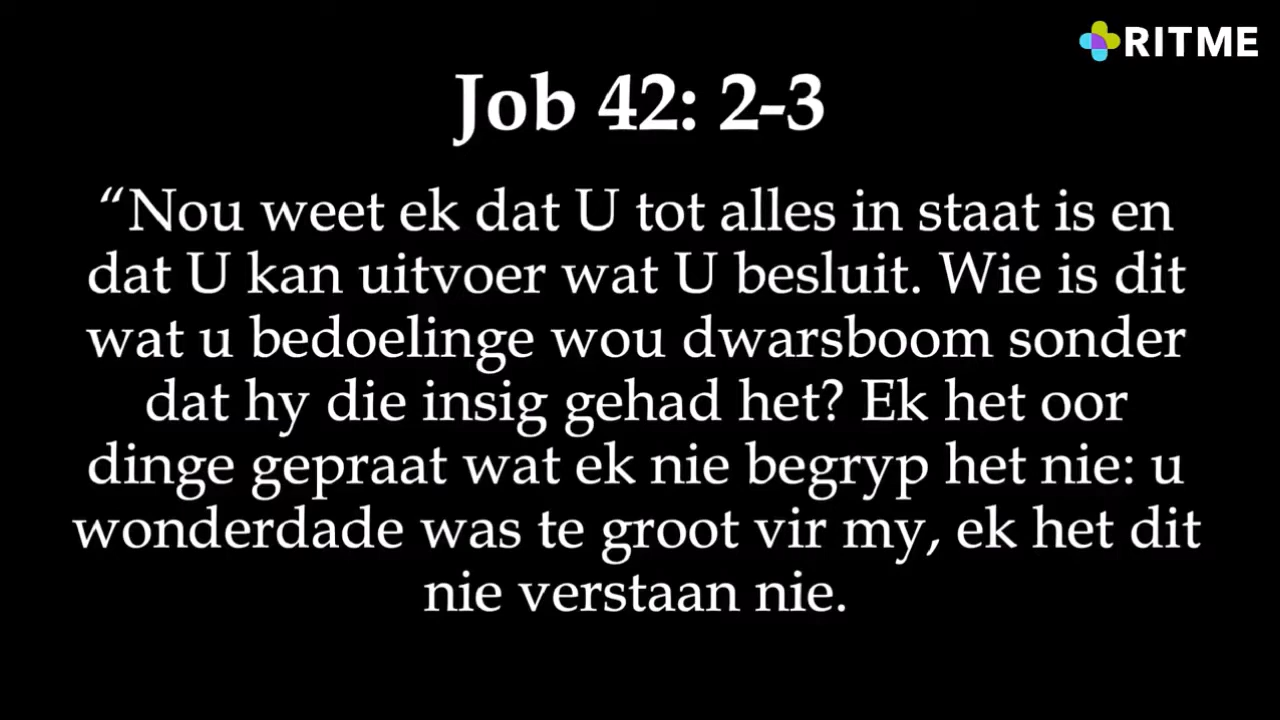 RITME
Job 42: 2-3
“Nou weet ek dat U tot alles in staat is en
dat U kan uitvoer wat U besluit. Wie is dit
wat u bedoelinge wou dwarsboom sonder
dat hy die insig gehad het? Ek het oor
dinge gepraat wat ek nie begryp het nie: u
wonderdade was te groot vir my, ek het dit
nie verstaan nie.